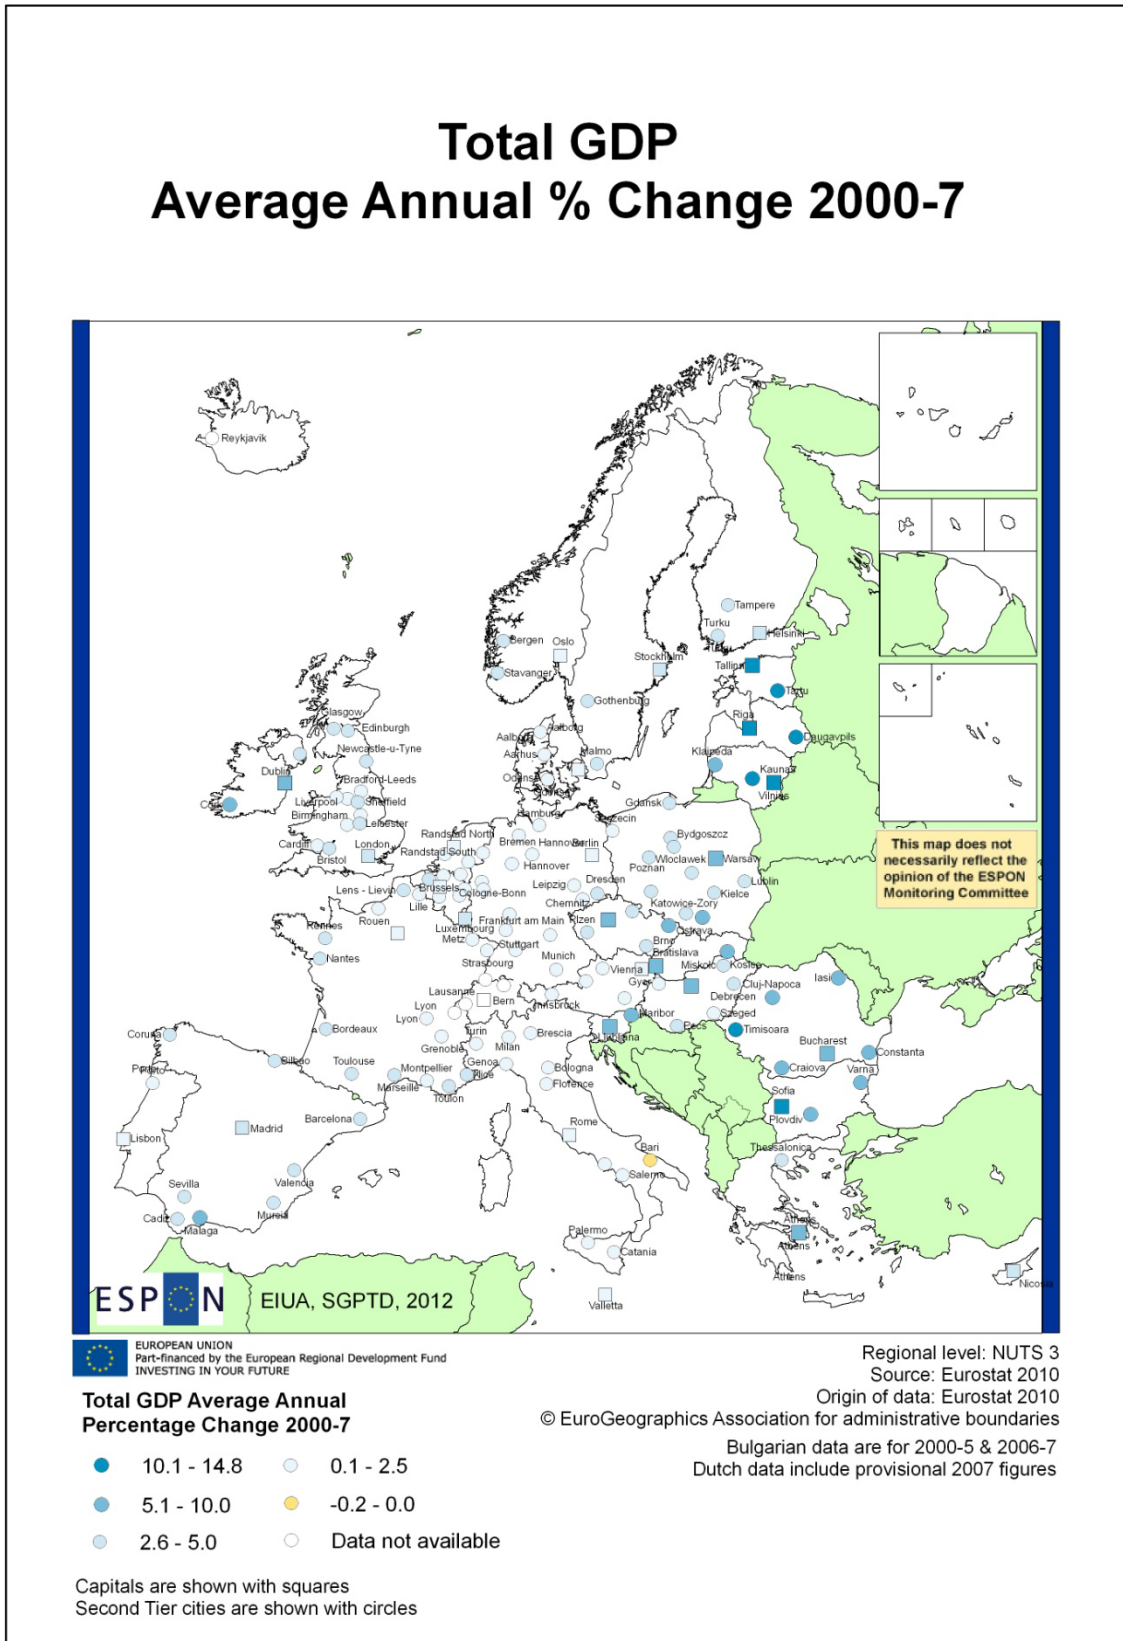 Total GDP
Average Annual % Change 2000-7
Reykjavik
Tampere
Turku
Helsinki
Bergen
Oslo
Stockholm
Tallinn
Stavanger
Tartu
Gothenburg
Glasgow
Edinburgh
Aalborg
Riga
Daugavpils
Newcastle-u-Tyne
Aarhus
Malmo
Klaipeda
Dublin
Bradford-Leeds
Odense
Kaunas
Vilnius
Cork
Liverpool
Sheffield
Gdansk
Birmingham
Leicester
Hamburg
Szczecin
Cardiff
London
Randstad North
Bremen
Hannover
Berlin
Bydgoszcz
Bristol
Randstad South
Hannover
Wloclawek
Warsaw
Poznan
Lens - Lievin
Brussels
Cologne-Bonn
Leipzig
Dresden
Lublin
Lille
Chemnitz
Kielce
Rouen
Katowice-Zory
Rennes
Luxembourg
Frankfurt am Main
Plzen
Ostrava
Metz
Stuttgart
Brno
Nantes
Strasbourg
Munich
Vienna
Bratislava
Miskolc
Kosice
Iasi
Lausanne
Bern
Innsbruck
Gyor
Debrecen
Cluj-Napoca
Lyon
Lyon
Maribor
Szeged
Coruna
Bordeaux
Turin
Brescia
Ljubljana
Pecs
Timisoara
Grenoble
Milan
Bucharest
Bilbao
Toulouse
Montpellier
Genoa
Nice
Bologna
Craiova
Constanta
Porto
Marseille
Toulon
Florence
Varna
Sofia
Barcelona
Plovdiv
Lisbon
Madrid
Rome
Bari
Thessalonica
Sevilla
Valencia
Salerno
Cadiz
Malaga
Murcia
Athens
Athens
Athens
Palermo
Catania
Nicosia
Valletta
This map does not
necessarily reflect the
opinion of the ESPON
Monitoring Committee
ESPON
EIUA, SGPTD, 2012
EUROPEAN UNION
Part-financed by the European Regional Development Fund
INVESTING IN YOUR FUTURE
Regional level: NUTS 3
Source: Eurostat 2010
Origin of data: Eurostat 2010
© EuroGeographics Association for administrative boundaries
Bulgarian data are for 2000-5 & 2006-7
Dutch data include provisional 2007 figures
Total GDP Average Annual
Percentage Change 2000-7
10.1 - 14.8
5.1 - 10.0
2.6 - 5.0
0.1 - 2.5
-0.2 - 0.0
Data not available
Capitals are shown with squares
Second Tier cities are shown with circles